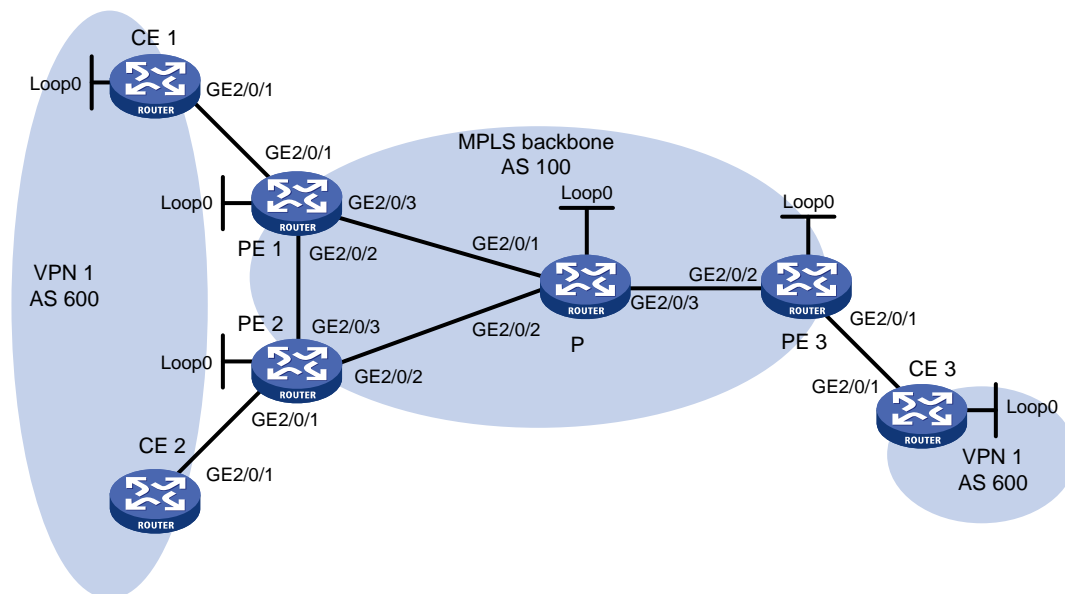 CE 1
Loop0
GE2/0/1
ROUTER
GE2/0/1
MPLS backbone
AS 100
Loop0
GE2/0/3
ROUTER
PE 1
GE2/0/2
Loop0
GE2/0/1
ROUTER
GE2/0/3
P
Loop0
GE2/0/2
ROUTER
PE 3
GE2/0/1
VPN 1
AS 600
PE 2
GE2/0/3
GE2/0/2
Loop0
ROUTER
GE2/0/2
GE2/0/1
CE 3
GE2/0/1
ROUTER
Loop0
VPN 1
AS 600
CE 2
GE2/0/1
ROUTER